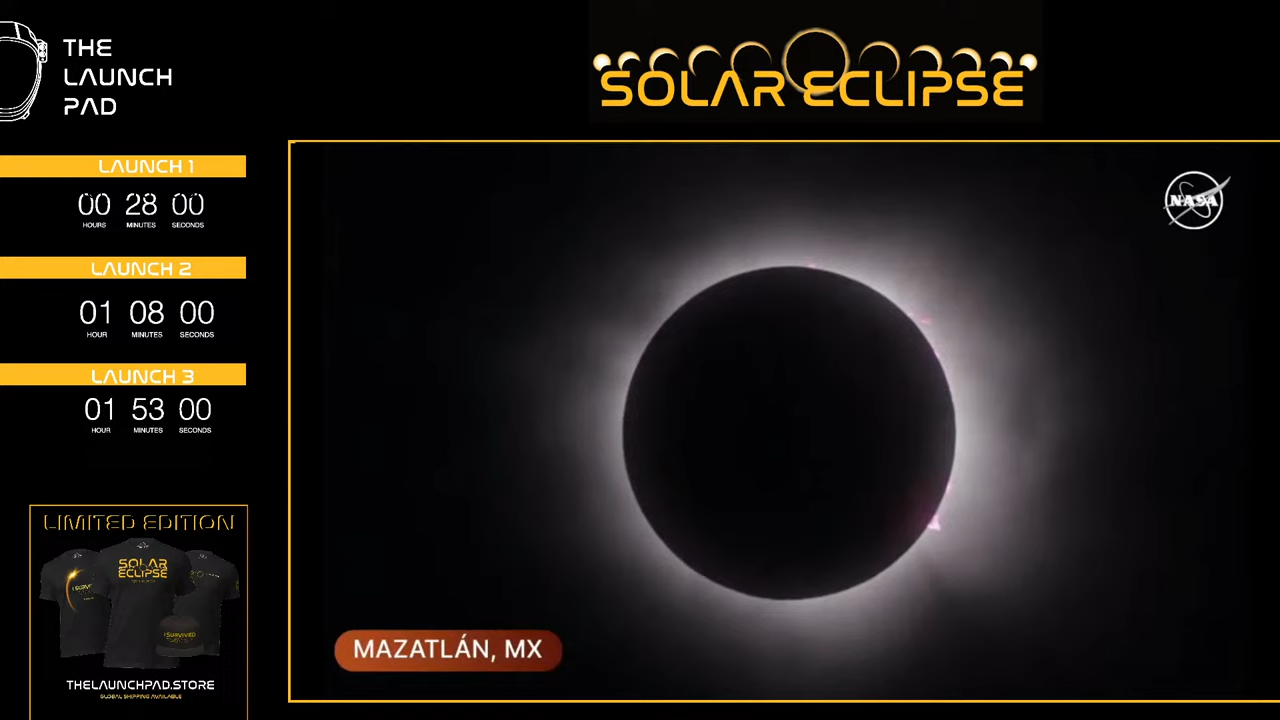 THE
LAUNCH
PAD
SOLAR ECLIPSE
LAUNCH 1
00 28 00
HOURS MINUTES SECONDS
LAUNCH 2
01 08 00
HOUR MINUTES SECONDS
LAUNCH 3
01 53 00
HOUR MINUTES SECONDS
NASA
LIMITED EDITION
SOLAR
ECLIPSE
I SURVIVED
THELAUNCHPAD.STORE
GLOBAL SHIPPING AVAILABLE
MAZATLÁN, MX